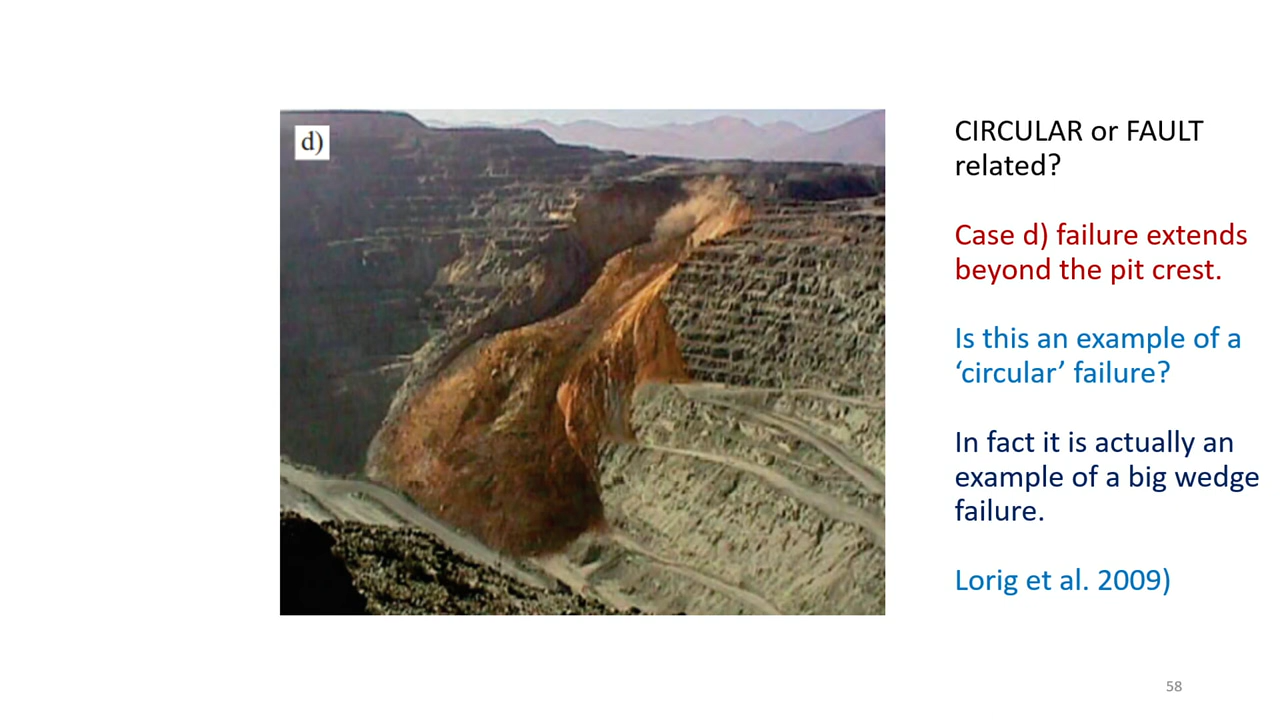 d)
CIRCULAR or FAULT
related?
Case d) failure extends
beyond the pit crest.
Is this an example of a
‘circular’ failure?
In fact it is actually an
example of a big wedge
failure.
Lorig et al. 2009)
58